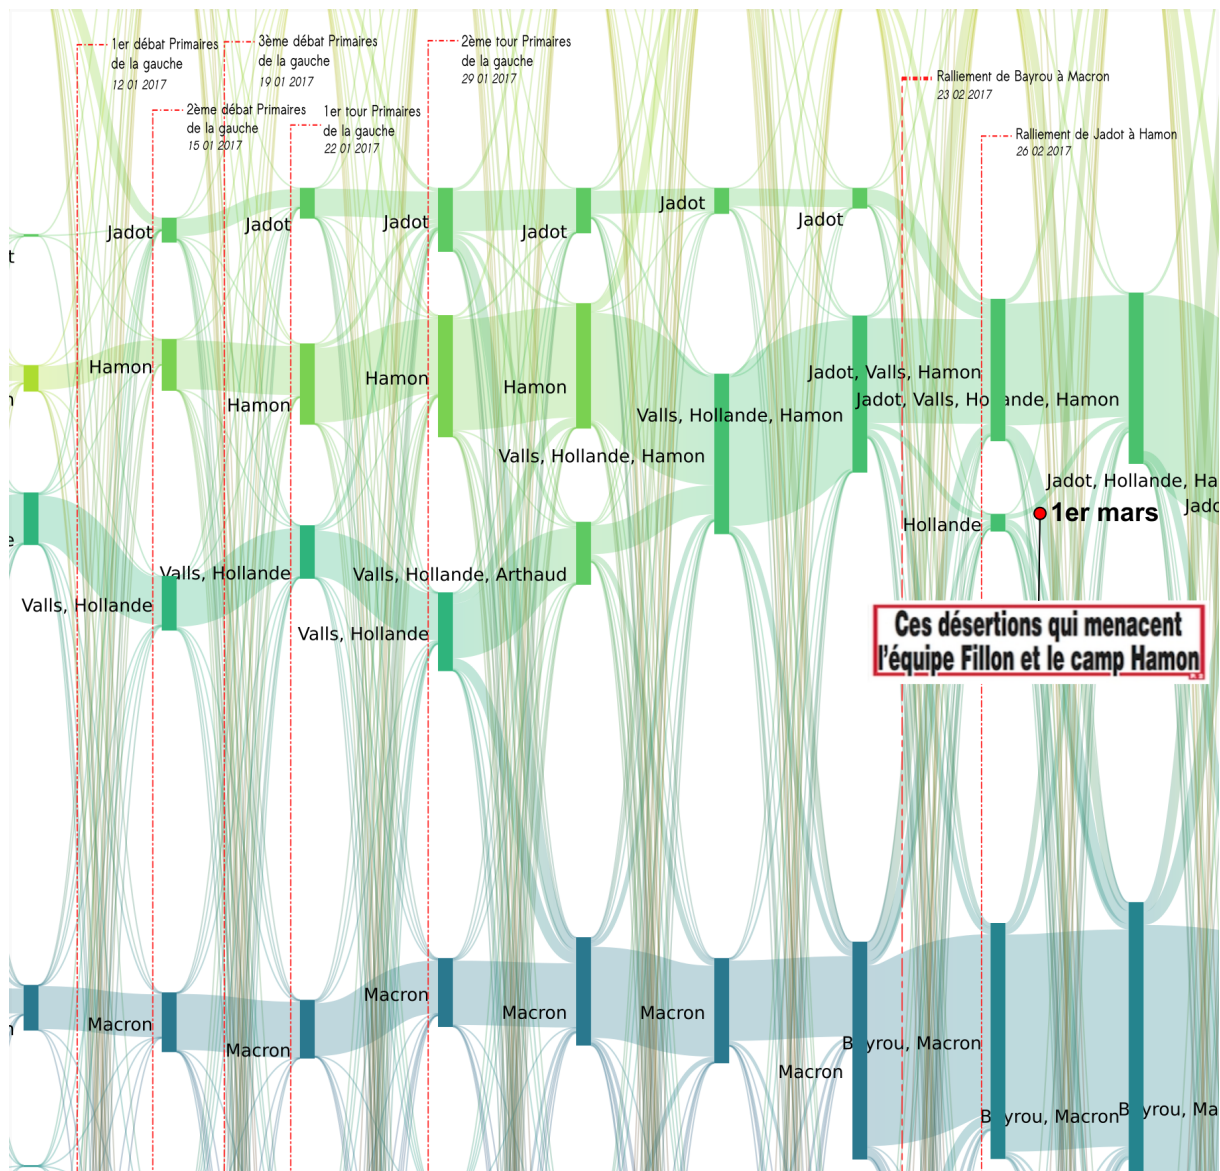 1er débat Primaires
de la gauche
12 01 2017
2ème débat Primaires
de la gauche
15 01 2017
3ème débat Primaires
de la gauche
19 01 2017
1er tour Primaires
de la gauche
22 01 2017
2ème tour Primaires
de la gauche
29 01 2017
Ralliement de Bayrou à Macron
23 02 2017
Ralliement de Jadot à Hamon
26 02 2017
t
Jadot
Jadot
Jadot
Jadot
Jadot
Jadot
n
Hamon
Hamon
Hamon
Hamon
Valls, Hollande, Hamon
Valls, Hollande, Hamon
Jadot, Valls, Hamon
Jadot, Valls, Hollande, Hamon
Jadot, Hollande, Ha
Jado
e
Valls, Hollande
Valls, Hollande
Valls, Hollande
Valls, Hollande, Arthaud
Hollande
1er mars
Ces désertions qui menacent
l'équipe Fillon et le camp Hamon
n
Macron
Macron
Macron
Macron
Macron
Macron
Bayrou, Macron
Bayrou, Macron
Bayrou, Ma